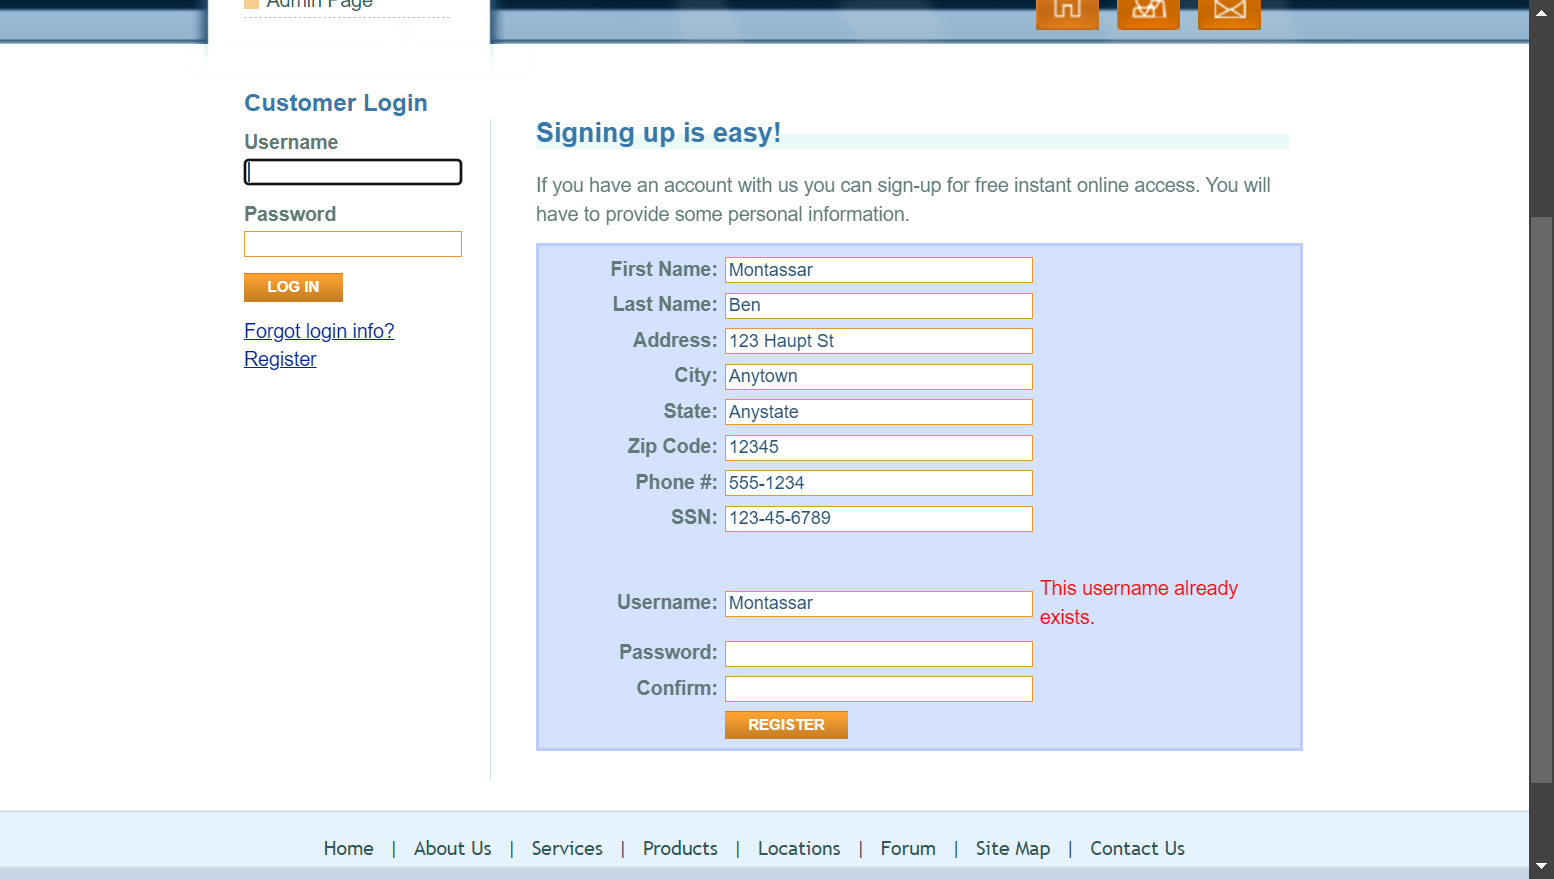 Admin Page
Customer Login
Username
Password
LOG IN
Forgot login info?
Register
Signing up is easy!
If you have an account with us you can sign-up for free instant online access. You will
have to provide some personal information.
First Name: Montassar
Last Name: Ben
Address: 123 Haupt St
City: Anytown
State: Anystate
Zip Code: 12345
Phone #: 555-1234
SSN: 123-45-6789
Username: Montassar This username already
exists.
Password:
Confirm:
REGISTER
Home | About Us | Services | Products | Locations | Forum | Site Map | Contact Us